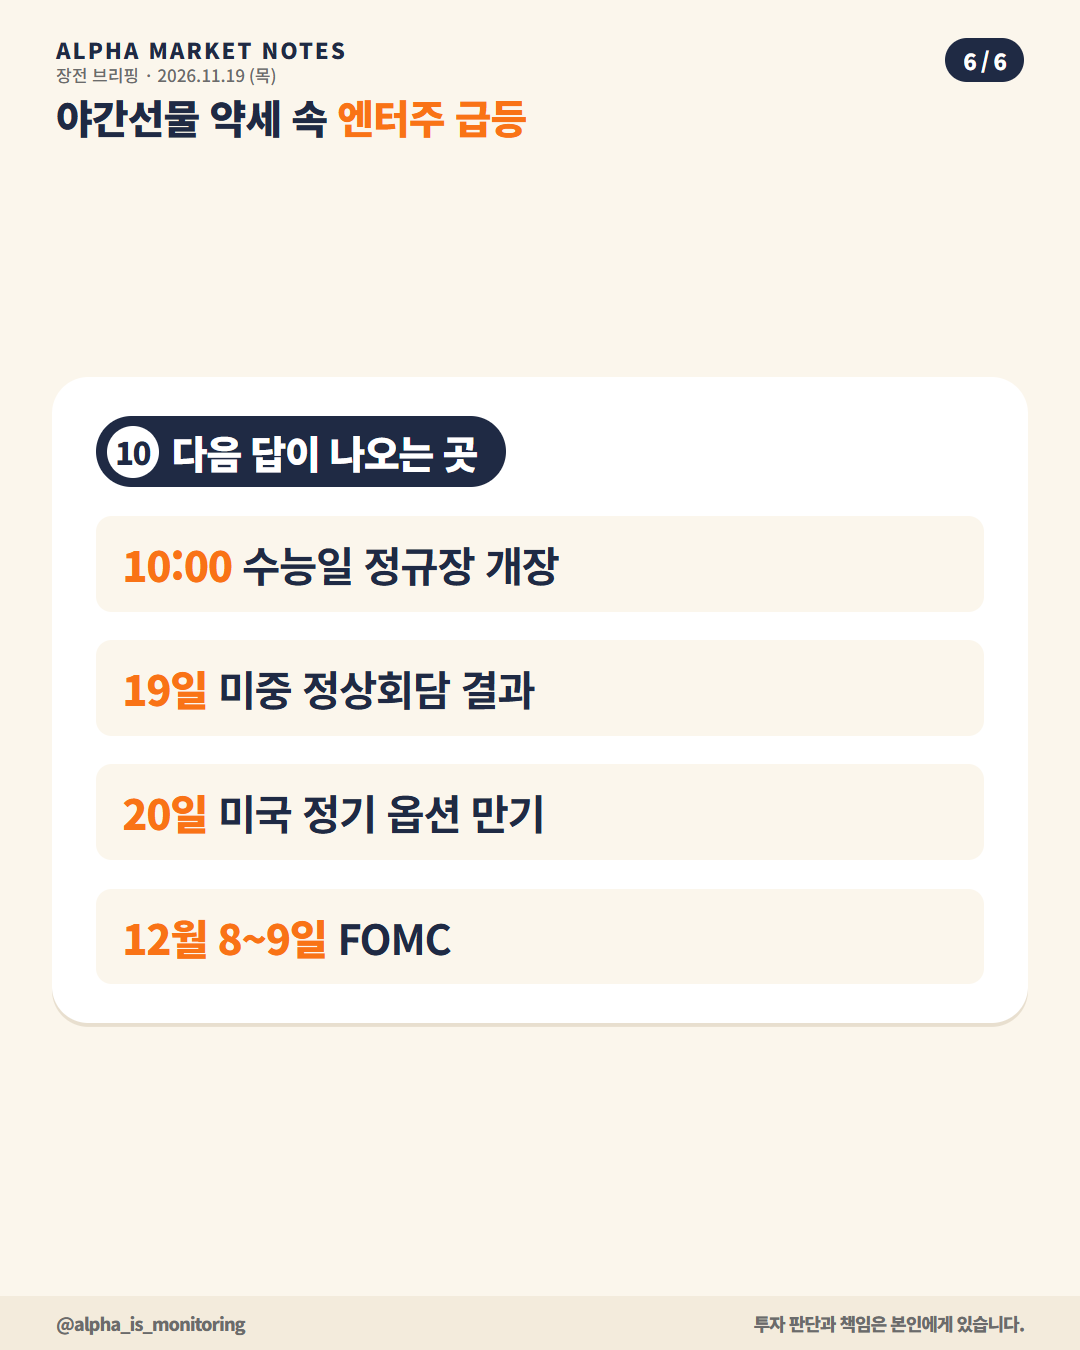 ALPHA MARKET NOTES
장전 브리핑 · 2026.11.19 (목)
야간선물 약세 속 엔터주 급등
6 / 6
10 다음 답이 나오는 곳
10:00 수능일 정규장 개장
19일 미중 정상회담 결과
20일 미국 정기 옵션 만기
12월 8~9일 FOMC
@alpha_is_monitoring
투자 판단과 책임은 본인에게 있습니다.